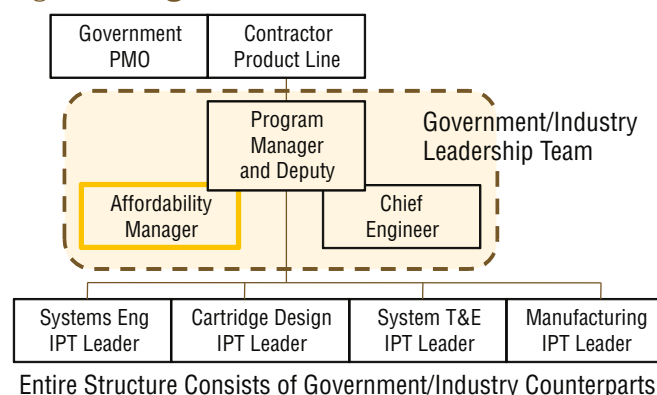 Government
PMO
Contractor
Product Line
Program
Manager
and Deputy
Government/Industry
Leadership Team
Affordability
Manager
Chief
Engineer
Systems Eng
IPT Leader
Cartridge Design
IPT Leader
System T&E
IPT Leader
Manufacturing
IPT Leader
Entire Structure Consists of Government/Industry Counterparts